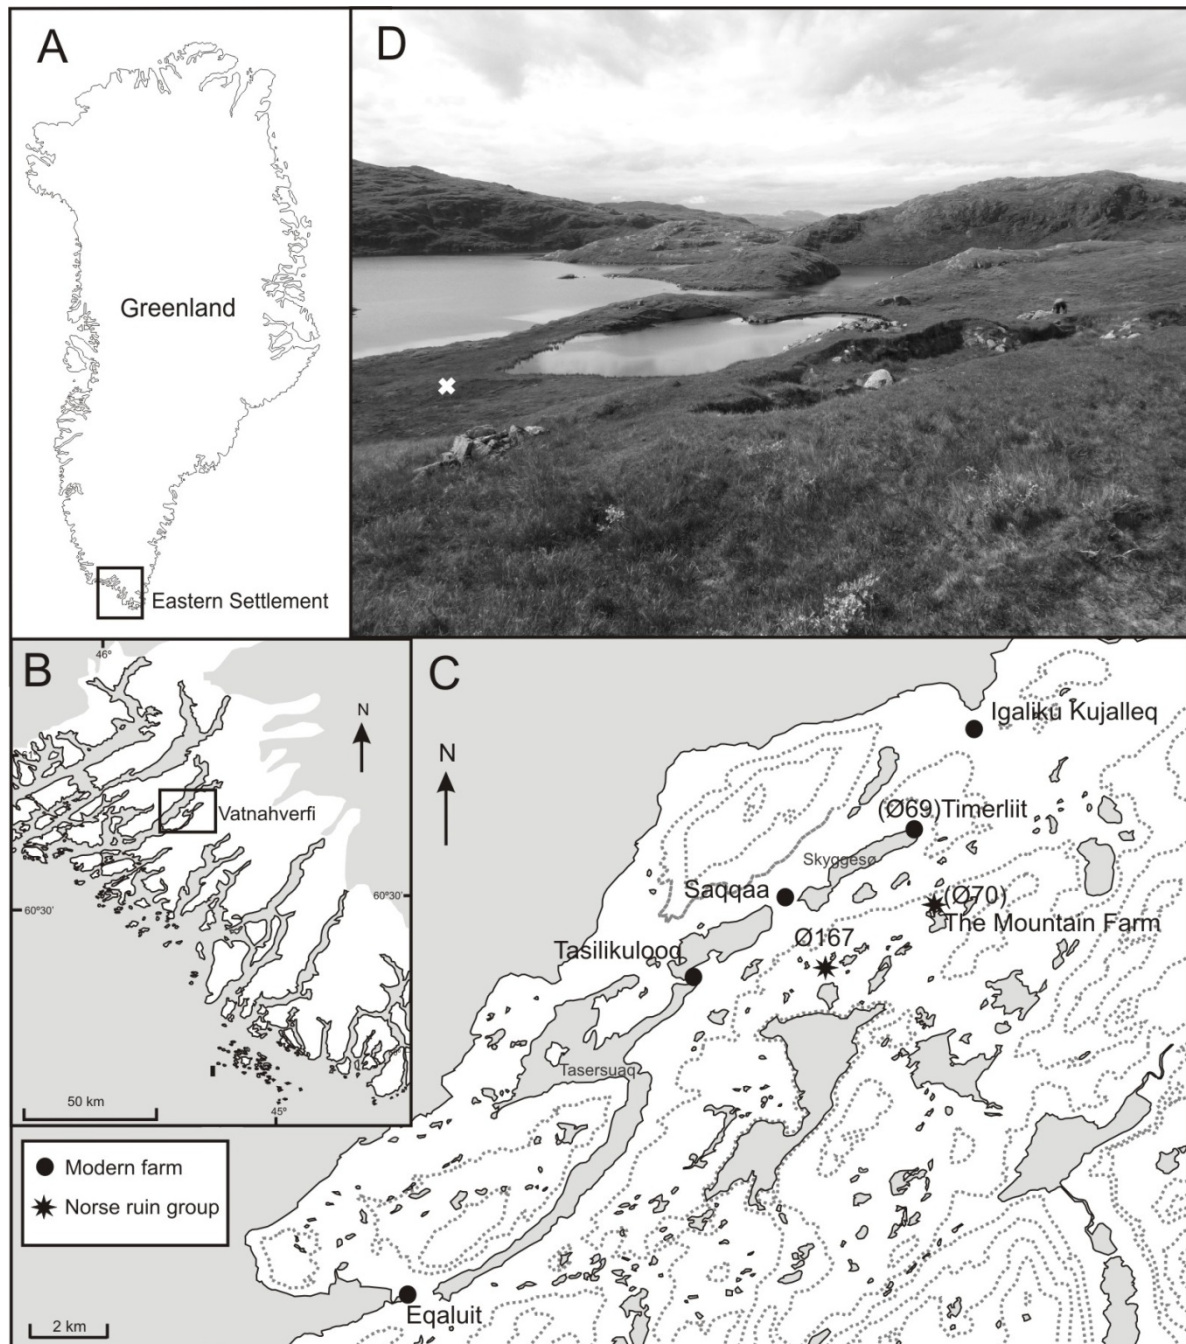 A
Greenland
Eastern Settlement
D
B
46°
N
Vatnahverfi
60°30'
60°30'
50 km
45°
Modern farm
Norse ruin group
C
N
Igaliku Kujalleq
(Ø69)Timerliit
Skyggesø
Saqqaa
(Ø70)
The Mountain Farm
Ø167
Tasilikulooq
Tasersuaq
Eqaluit
2 km